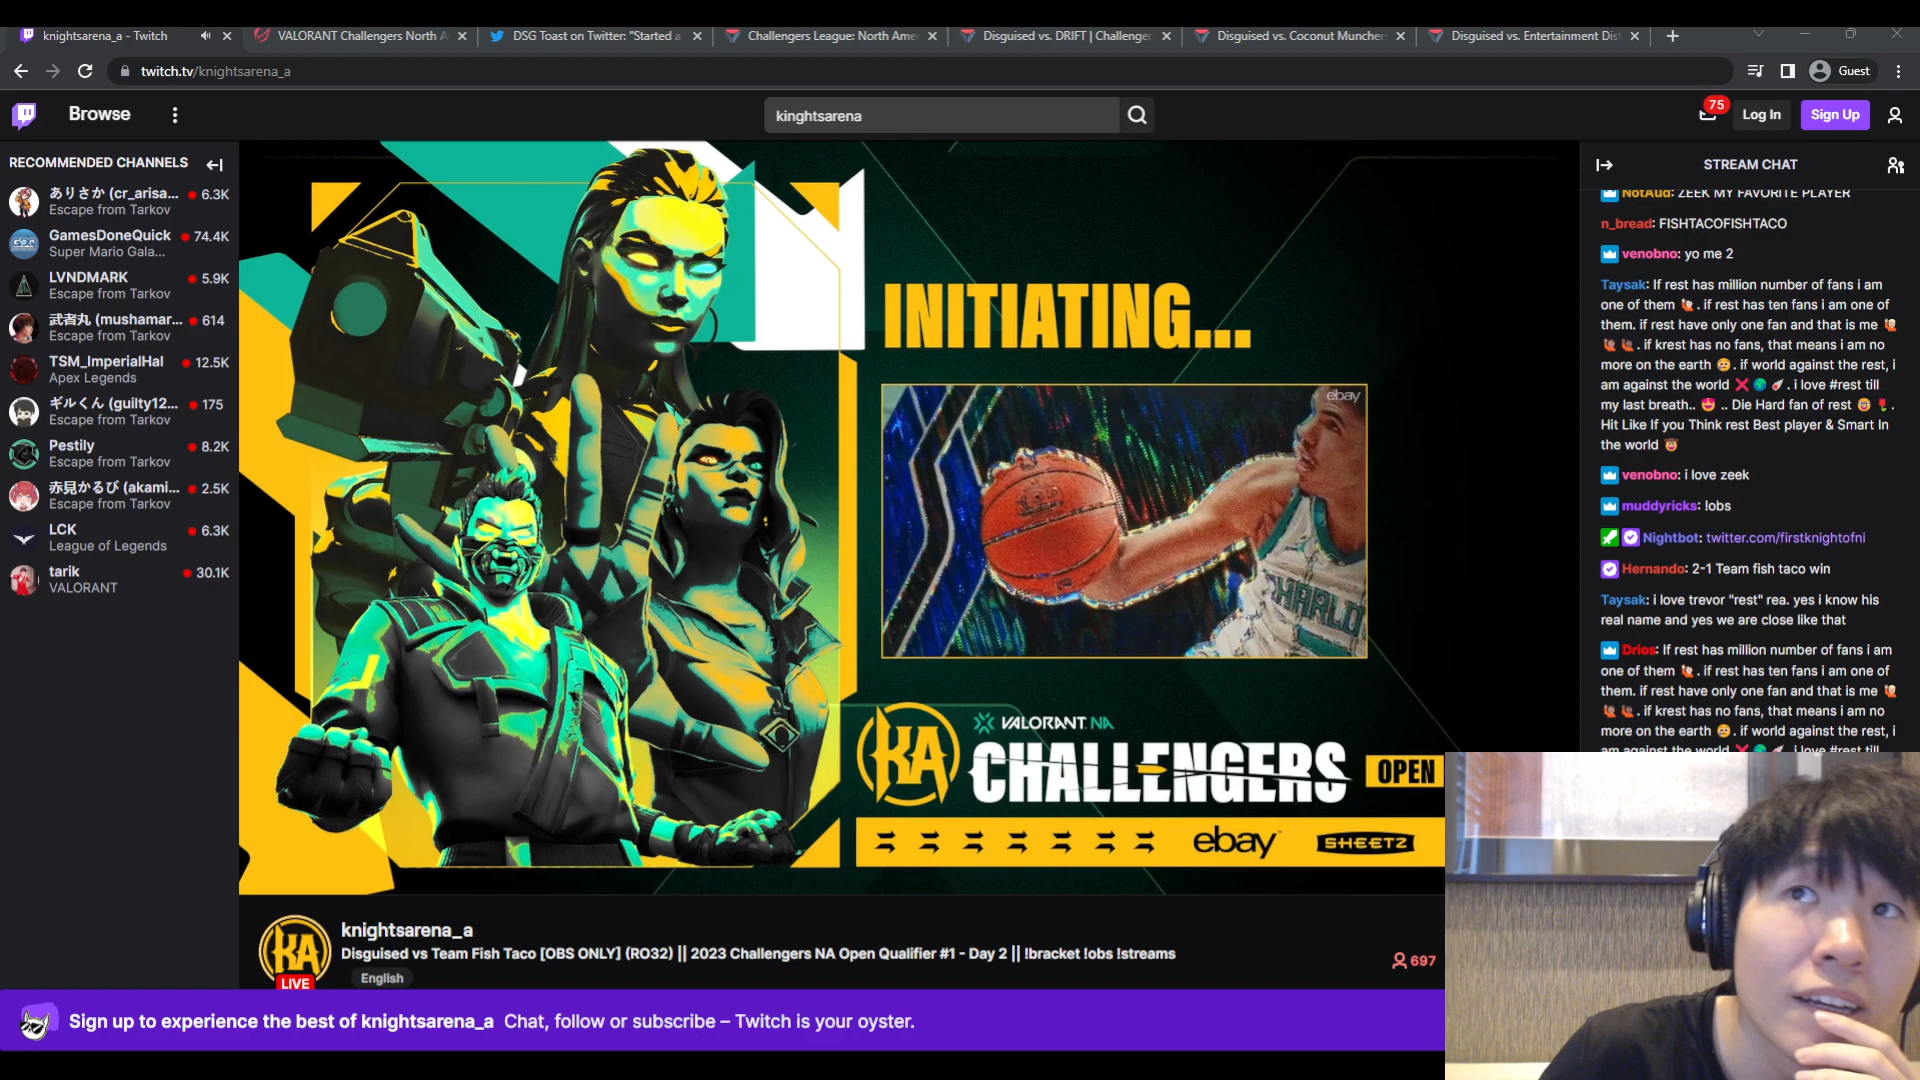 knightsarena_a - Twitch
VALORANT Challengers North A
DSG Toast on Twitter: "Started a
Challengers League: North Ame
Disguised vs. DRIFT | Challenger
Disguised vs. Coconut Muncher
Disguised vs. Entertainment Dis
twitch.tv/knightsarena_a
Guest
Browse
kinghtsarena
75
Log In
Sign Up
RECOMMENDED CHANNELS
ありさか (cr_arisa...
6.3K
Escape from Tarkov
GamesDoneQuick
74.4K
Super Mario Gala...
LVNDMARK
5.9K
Escape from Tarkov
武者丸 (mushamar...
614
Escape from Tarkov
TSM_ImperialHal
12.5K
Apex Legends
ギルくん (guilty12...
175
Escape from Tarkov
Pestily
8.2K
Escape from Tarkov
赤見かるび (akami...
2.5K
Escape from Tarkov
LCK
6.3K
League of Legends
tarik
30.1K
VALORANT
INITIATING...
ebay
KA
VALORANT NA
CHALLENGERS
OPEN
ebay
SHEETZ
KA
LIVE
knightsarena_a
Disguised vs Team Fish Taco [OBS ONLY] (RO32) || 2023 Challengers NA Open Qualifier #1 - Day 2 || !bracket !obs !streams
English
697
Sign up to experience the best of knightsarena_a Chat, follow or subscribe – Twitch is your oyster.
STREAM CHAT
NotAud: ZEEK MY FAVORITE PLAYER
n_bread: FISHTACOFISHTACO
venobno: yo me 2
Taysak: If rest has million number of fans i am
one of them 🙋🏾. if rest has ten fans i am one of
them. if rest have only one fan and that is me 🙋🏻
🙋🏾 🙋🏾. if krest has no fans, that means i am no
more on the earth 😢. if world against the rest, i
am against the world ❌ 🌍 ☄. i love #rest till
my last breath.. 😍 .. Die Hard fan of rest 🤓 🌷.
Hit Like If you Think rest Best player & Smart In
the world
venobno: i love zeek
muddyricks: !obs
Nightbot: twitter.com/firstknightofni
Hernando: 2-1 Team fish taco win
Taysak: i love trevor "rest" rea. yes i know his
real name and yes we are close like that
Drios: If rest has million number of fans i am
one of them 🙋🏾. if rest has ten fans i am one of
them. if rest have only one fan and that is me 🙋🏻
🙋🏾 🙋🏾. if krest has no fans, that means i am no
more on the earth 😢. if world against the rest, i
am against the world ❌ 🌍 ☄. i love #rest till